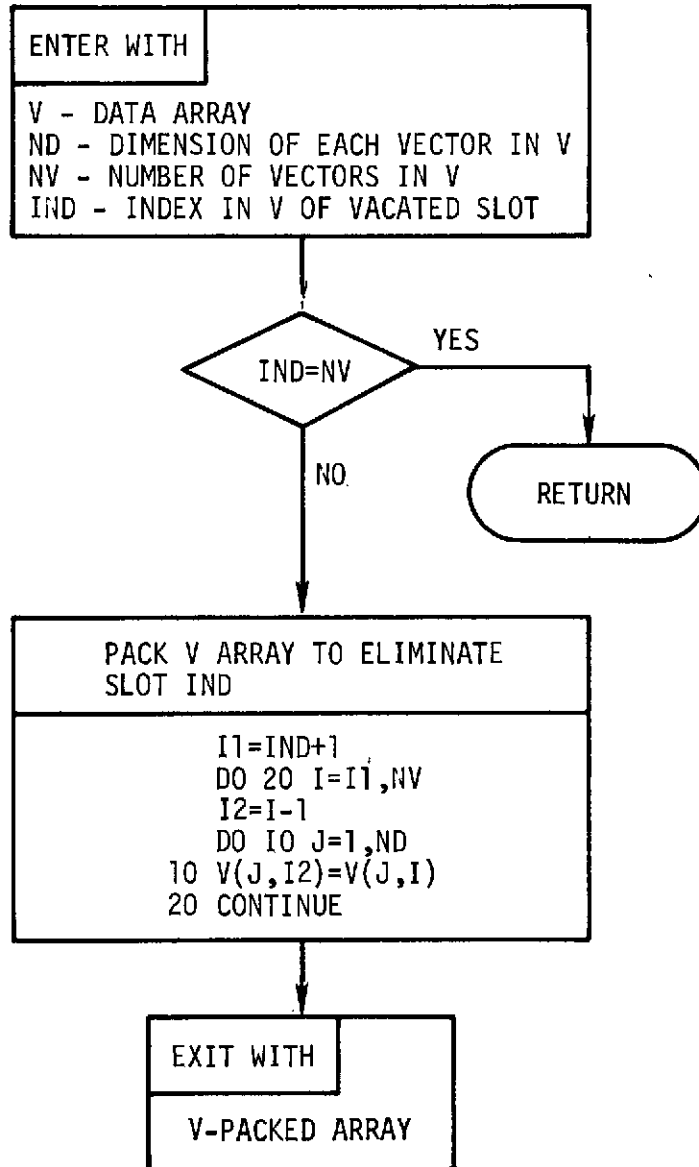 ENTER WITH
V - DATA ARRAY
ND - DIMENSION OF EACH VECTOR IN V
NV - NUMBER OF VECTORS IN V
IND - INDEX IN V OF VACATED SLOT
IND=NV
YES
RETURN
NO
PACK V ARRAY TO ELIMINATE
SLOT IND
I1=IND+1
DO 20 I=I1,NV
I2=I-1
DO IO J=1,ND
10 V(J,I2)=V(J,I)
20 CONTINUE
EXIT WITH
V-PACKED ARRAY